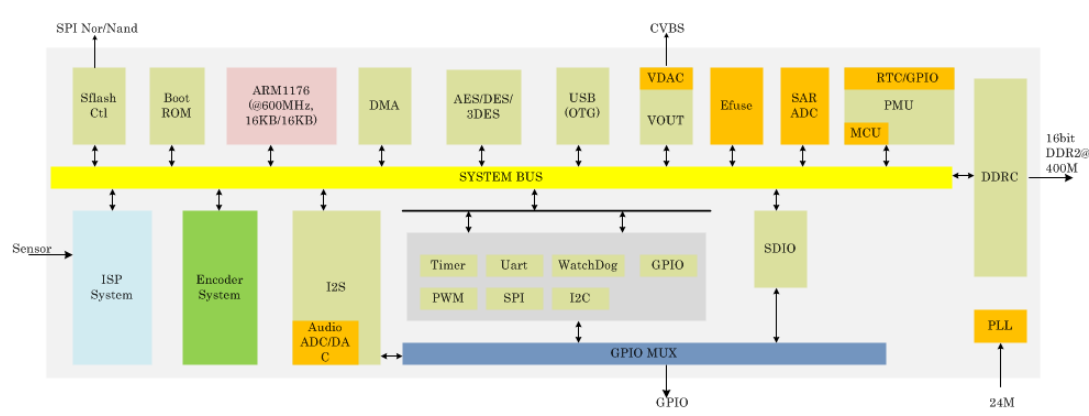 SPI Nor/Nand
CVBS
Sflash
Ctl
Boot
ROM
ARM1176
(@600MHz,
16KB/16KB)
DMA
AES/DES/
3DES
USB
(OTG)
VDAC
VOUT
Efuse
SAR
ADC
RTC/GPIO
PMU
MCU
DDRC
16bit
DDR2@
400M
SYSTEM BUS
Sensor
ISP
System
Encoder
System
I2S
Audio
ADC/DA
C
Timer
Uart
WatchDog
GPIO
PWM
SPI
I2C
SDIO
PLL
GPIO MUX
GPIO
24M